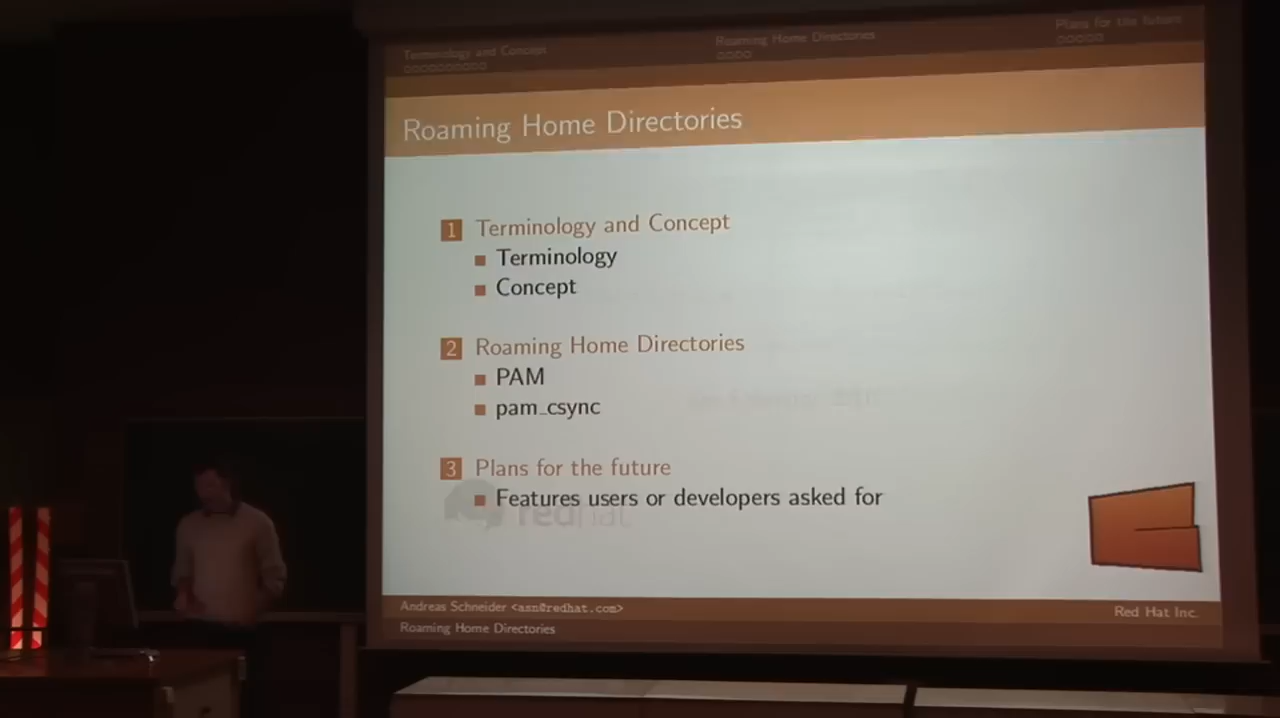 Terminology and Concept
Roaming Home Directories
Plans for the future
Roaming Home Directories
1 Terminology and Concept
Terminology
Concept
2 Roaming Home Directories
PAM
pam_csync
3 Plans for the future
Features users or developers asked for
redhat
Andreas Schneider <asn@redhat.com>
Red Hat Inc.
Roaming Home Directories